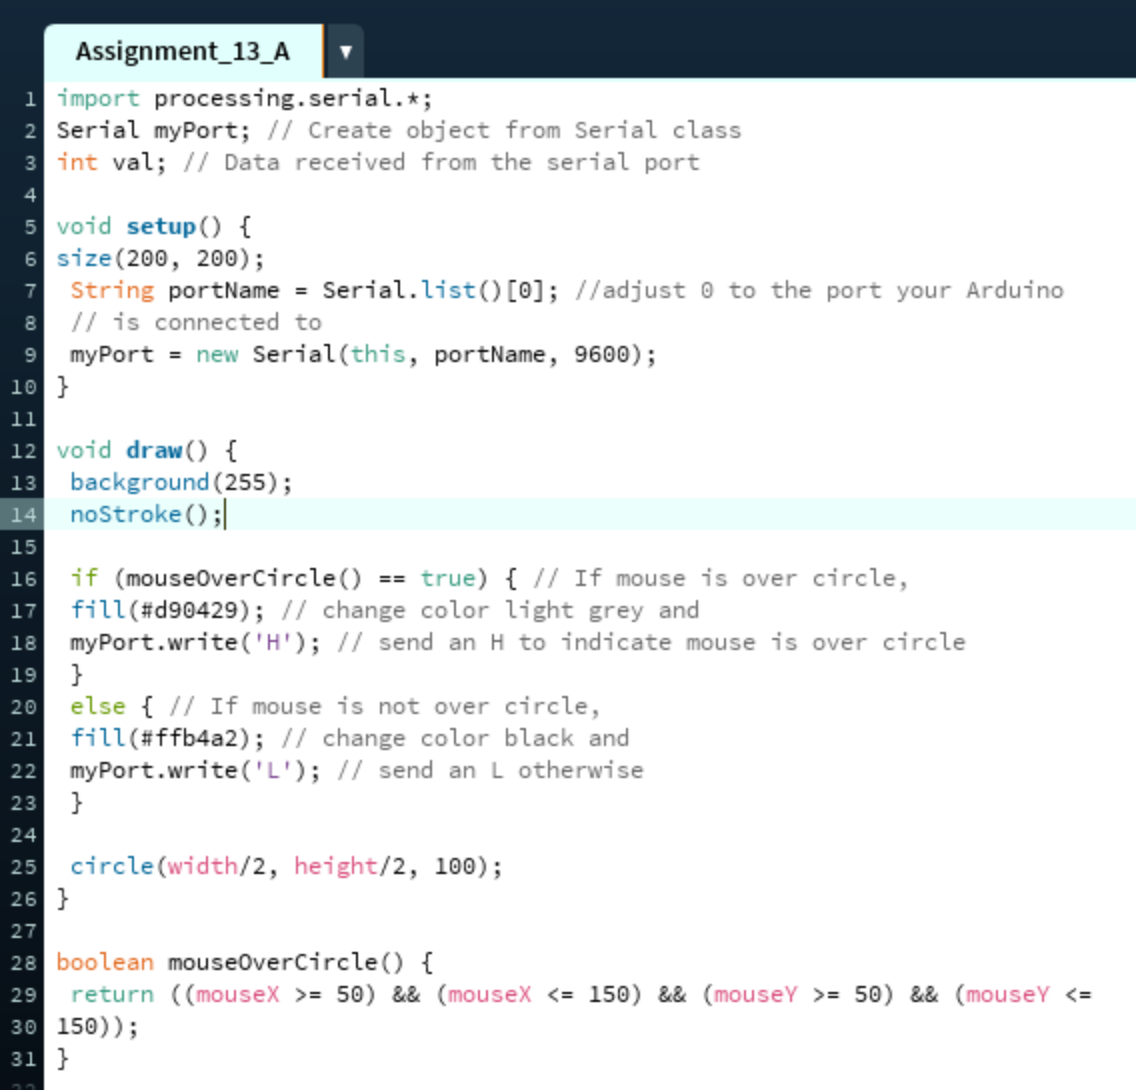 Assignment_13_A ▼
1 import processing.serial.*;
2 Serial myPort; // Create object from Serial class
3 int val; // Data received from the serial port
4
5 void setup() {
6 size(200, 200);
7  String portName = Serial.list()[0]; //adjust 0 to the port your Arduino
8  // is connected to
9  myPort = new Serial(this, portName, 9600);
10 }
11
12 void draw() {
13  background(255);
14  noStroke();
15
16  if (mouseOverCircle() == true) { // If mouse is over circle,
17  fill(#d90429); // change color light grey and
18  myPort.write('H'); // send an H to indicate mouse is over circle
19  }
20  else { // If mouse is not over circle,
21  fill(#ffb4a2); // change color black and
22  myPort.write('L'); // send an L otherwise
23  }
24
25  circle(width/2, height/2, 100);
26 }
27
28 boolean mouseOverCircle() {
29  return ((mouseX >= 50) && (mouseX <= 150) && (mouseY >= 50) && (mouseY <=
30 150));
31 }